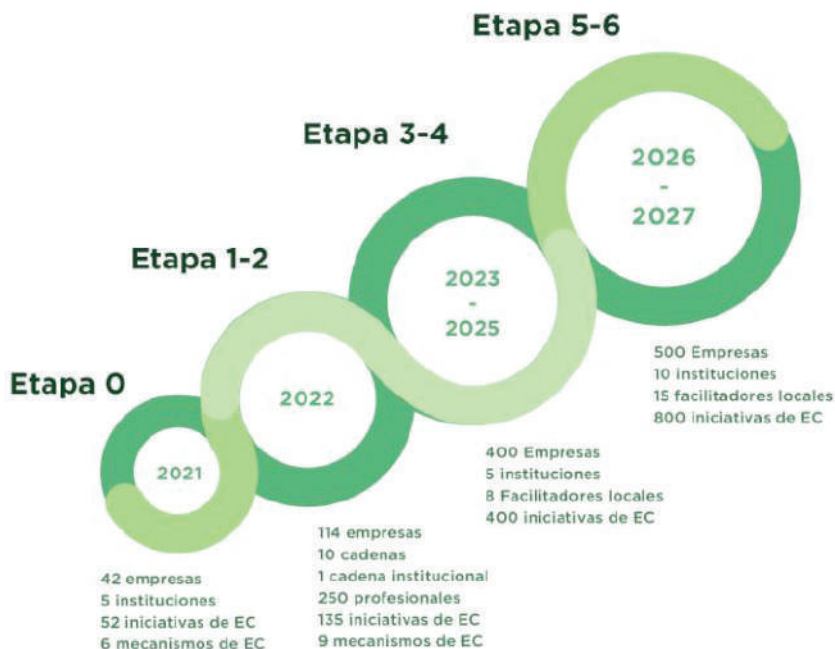 Etapa 5-6
2026
-
2027
500 Empresas
10 instituciones
15 facilitadores locales
800 iniciativas de EC
Etapa 3-4
2023
-
2025
400 Empresas
5 instituciones
8 Facilitadores locales
400 iniciativas de EC
Etapa 1-2
2022
114 empresas
10 cadenas
1 cadena institucional
250 profesionales
135 iniciativas de EC
9 mecanismos de EC
Etapa 0
2021
42 empresas
5 instituciones
52 iniciativas de EC
6 mecanismos de EC